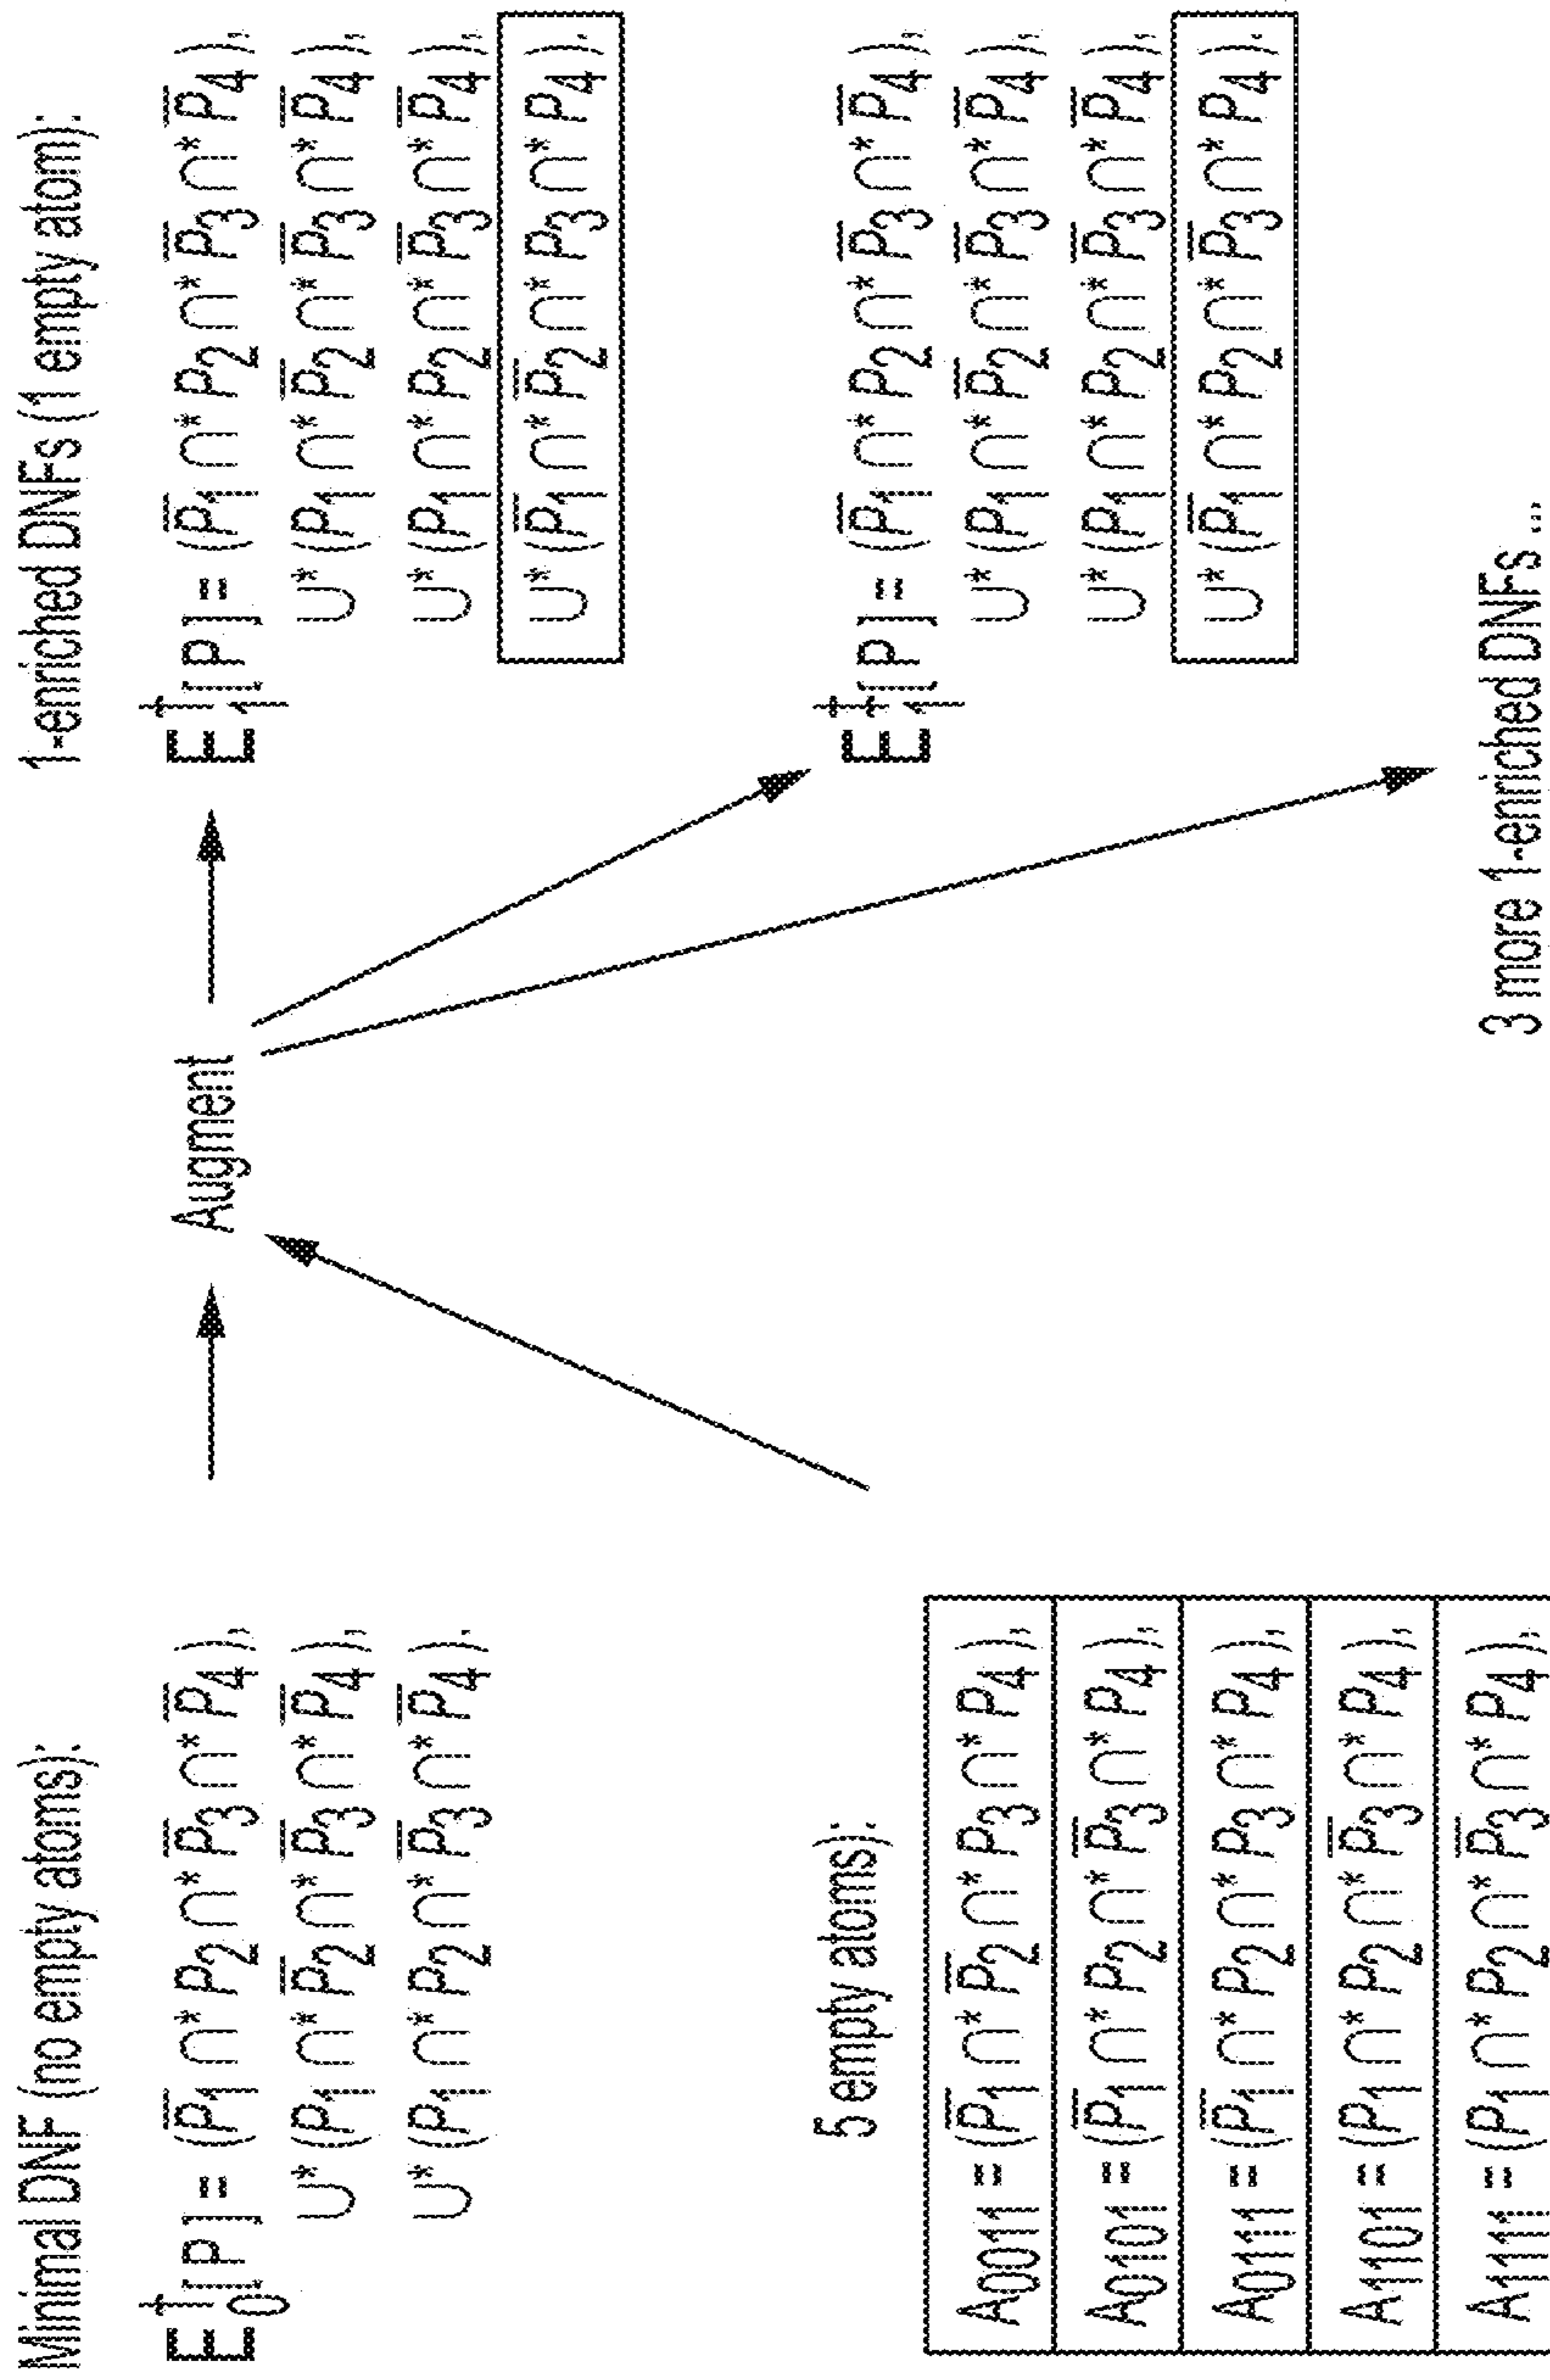 Minimal DNF (no empty atoms):
E†₀[P] = (P̅₁ ∩* P₂ ∩* P̅₃ ∩* P̅₄),
∪* (P₁ ∩* P̅₂ ∩* P̅₃ ∩* P̅₄),
∪* (P₁ ∩* P₂ ∩* P̅₃ ∩* P̅₄).
5 empty atoms):
A₀₀₁₁ = (P̅₁ ∩* P̅₂ ∩* P₃ ∩* P₄),
A₀₁₀₁ = (P̅₁ ∩* P₂ ∩* P̅₃ ∩* P₄),
A₀₁₁₁ = (P̅₁ ∩* P₂ ∩* P₃ ∩* P₄),
A₁₁₀₁ = (P₁ ∩* P₂ ∩* P̅₃ ∩* P₄),
A₁₁₁₁ = (P₁ ∩* P₂ ∩* P̅₃ ∩* P₄),
Augment
1-enriched DNFs (1 empty atom):
E†₁[P] = (P̅₁ ∩* P₂ ∩* P̅₃ ∩* P̅₄),
∪* (P₁ ∩* P̅₂ ∩* P̅₃ ∩* P̅₄),
∪* (P₁ ∩* P₂ ∩* P̅₃ ∩* P̅₄),
∪* (P̅₁ ∩* P̅₂ ∩* P₃ ∩* P₄).
E†₁[P] = (P̅₁ ∩* P₂ ∩* P̅₃ ∩* P̅₄),
∪* (P₁ ∩* P̅₂ ∩* P̅₃ ∩* P̅₄),
∪* (P₁ ∩* P₂ ∩* P̅₃ ∩* P̅₄),
∪* (P̅₁ ∩* P₂ ∩* P̅₃ ∩* P₄).
3 more 1-enriched DNFs ...